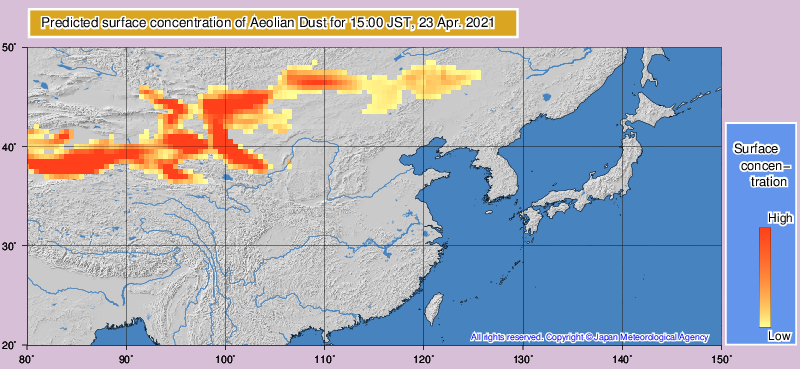 Predicted surface concentration of Aeolian Dust for 15:00 JST, 23 Apr. 2021
50°
40°
30°
20°
80°
90°
100°
110°
120°
130°
140°
150°
Surface
concen-
tration
High
Low
All rights reserved. Copyright © Japan Meteorological Agency